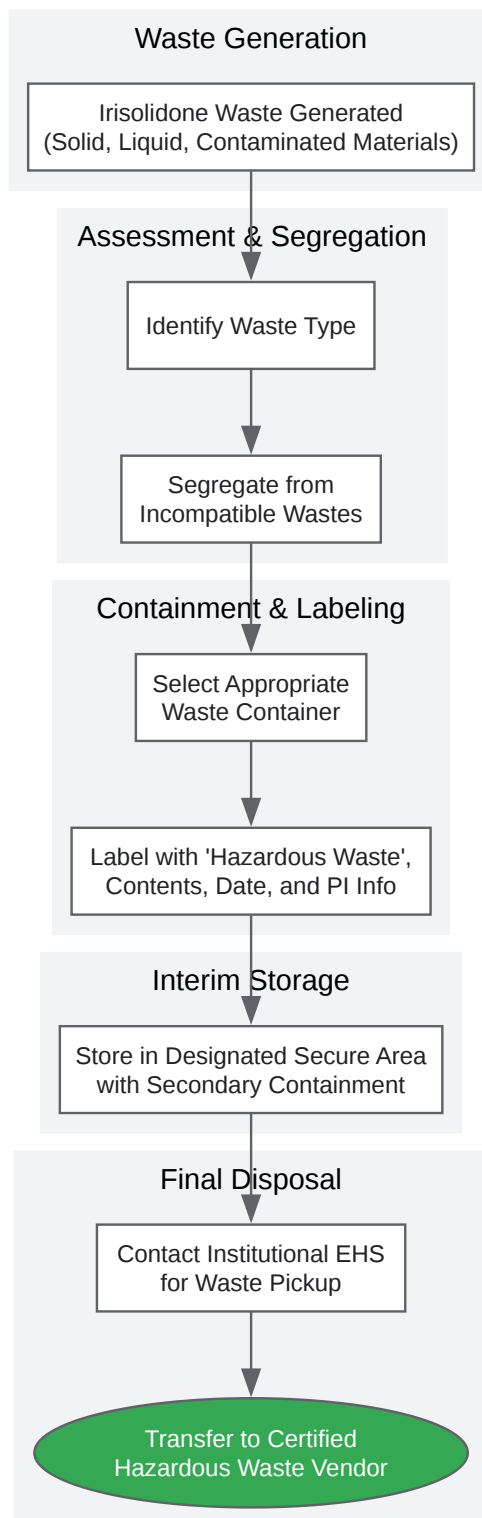 Waste Generation
Irisolidone Waste Generated
(Solid, Liquid, Contaminated Materials)
Assessment & Segregation
Identify Waste Type
Segregate from
Incompatible Wastes
Containment & Labeling
Select Appropriate
Waste Container
Label with 'Hazardous Waste',
Contents, Date, and PI Info
Interim Storage
Store in Designated Secure Area
with Secondary Containment
Final Disposal
Contact Institutional EHS
for Waste Pickup
Transfer to Certified
Hazardous Waste Vendor